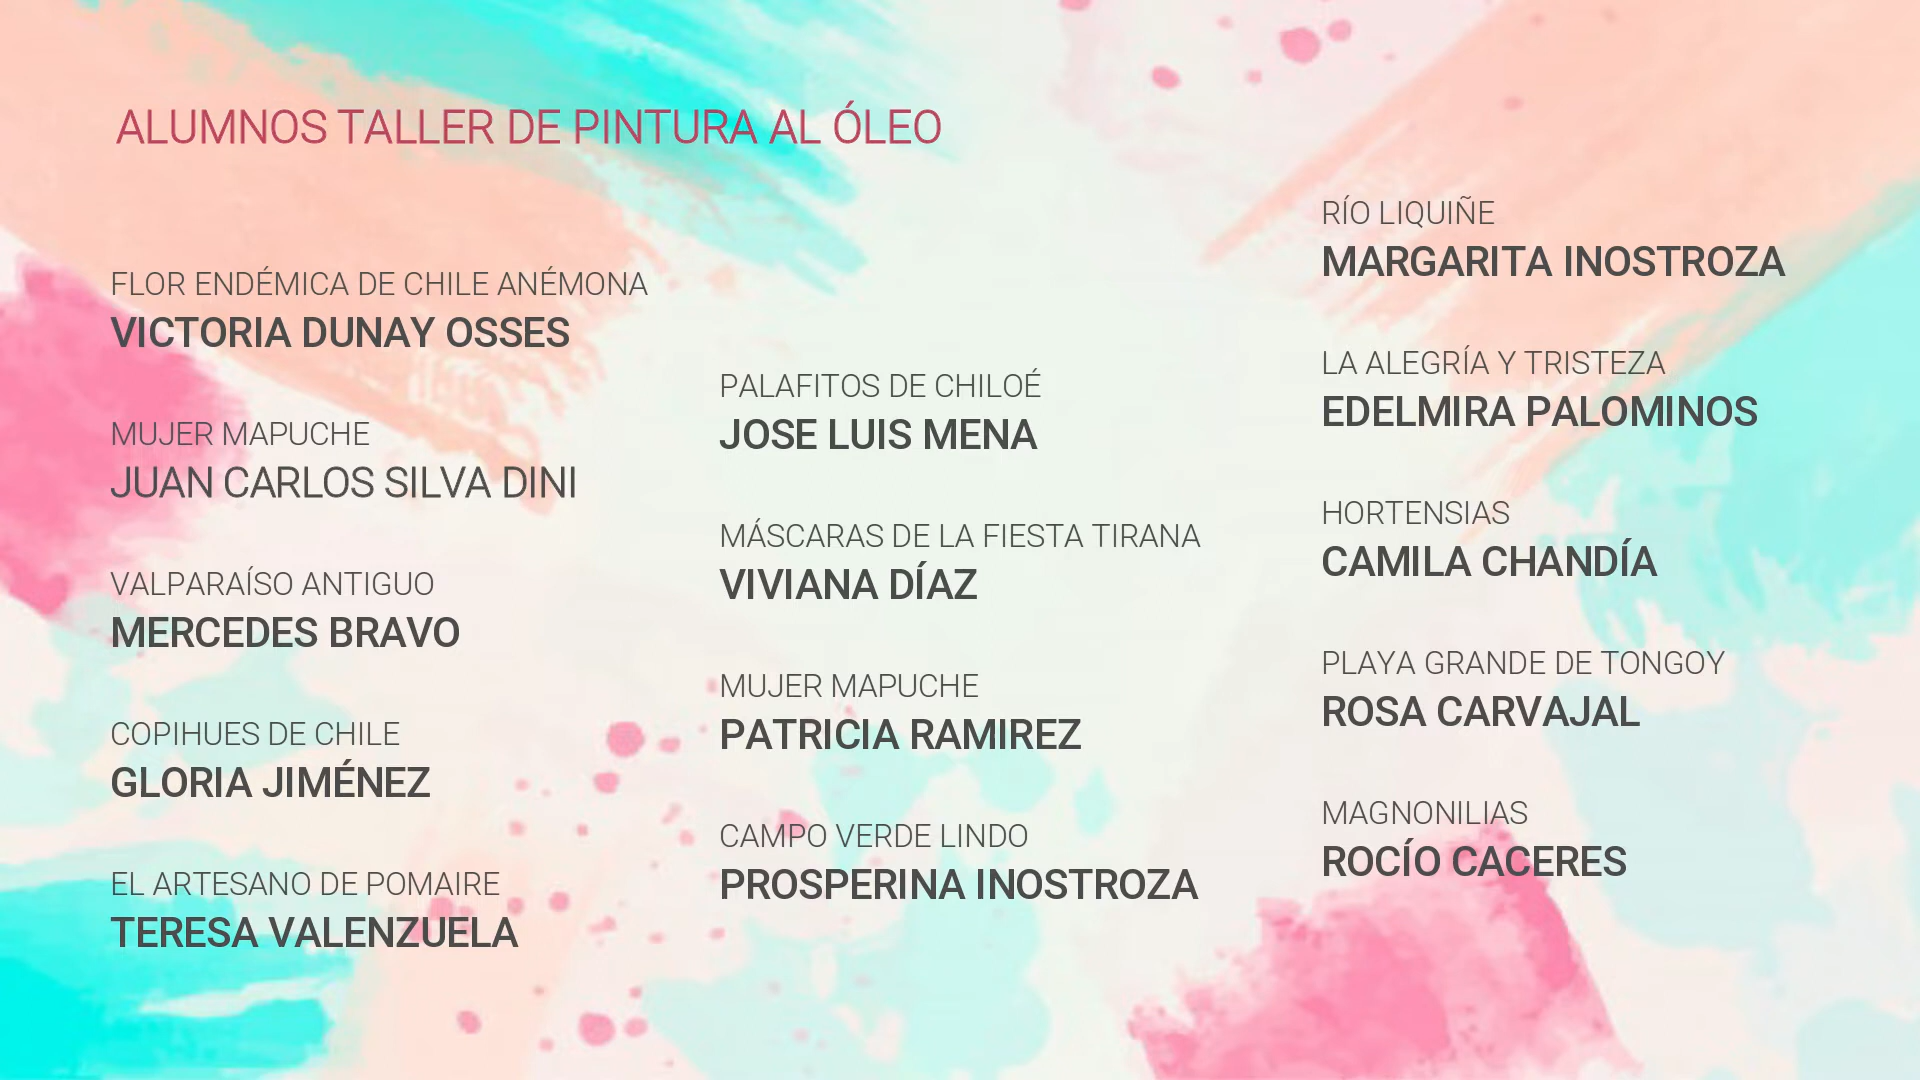 ALUMNOS TALLER DE PINTURA AL ÓLEO
FLOR ENDÉMICA DE CHILE ANÉMONA
VICTORIA DUNAY OSSES
MUJER MAPUCHE
JUAN CARLOS SILVA DINI
VALPARAÍSO ANTIGUO
MERCEDES BRAVO
COPIHUES DE CHILE
GLORIA JIMÉNEZ
EL ARTESANO DE POMAIRE
TERESA VALENZUELA
PALAFITOS DE CHILOÉ
JOSE LUIS MENA
MÁSCARAS DE LA FIESTA TIRANA
VIVIANA DÍAZ
MUJER MAPUCHE
PATRICIA RAMIREZ
CAMPO VERDE LINDO
PROSPERINA INOSTROZA
RÍO LIQUIÑE
MARGARITA INOSTROZA
LA ALEGRÍA Y TRISTEZA
EDELMIRA PALOMINOS
HORTENSIAS
CAMILA CHANDÍA
PLAYA GRANDE DE TONGOY
ROSA CARVAJAL
MAGNONILIAS
ROCÍO CACERES